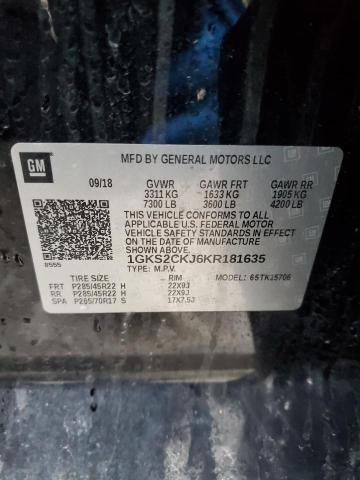 GM
MFD BY GENERAL MOTORS LLC
09/18 GVWR GAWR FRT GAWR RR
3311 KG 1633 KG 1905 KG
7300 LB 3600 LB 4200 LB
THIS VEHICLE CONFORMS TO ALL
APPLICABLE U.S. FEDERAL MOTOR
VEHICLE SAFETY STANDARDS IN EFFECT
ON THE DATE OF MANUFACTURE
SHOWN ABOVE.
1GKS2CKJ6KR181635
8555 TYPE: M.P.V. MODEL: 65TK15706
TIRE SIZE RIM
FRT P285/45R22 H 22X9J
RR P285/45R22 H 22X9J
SPA P265/70R17 S 17X7.5J